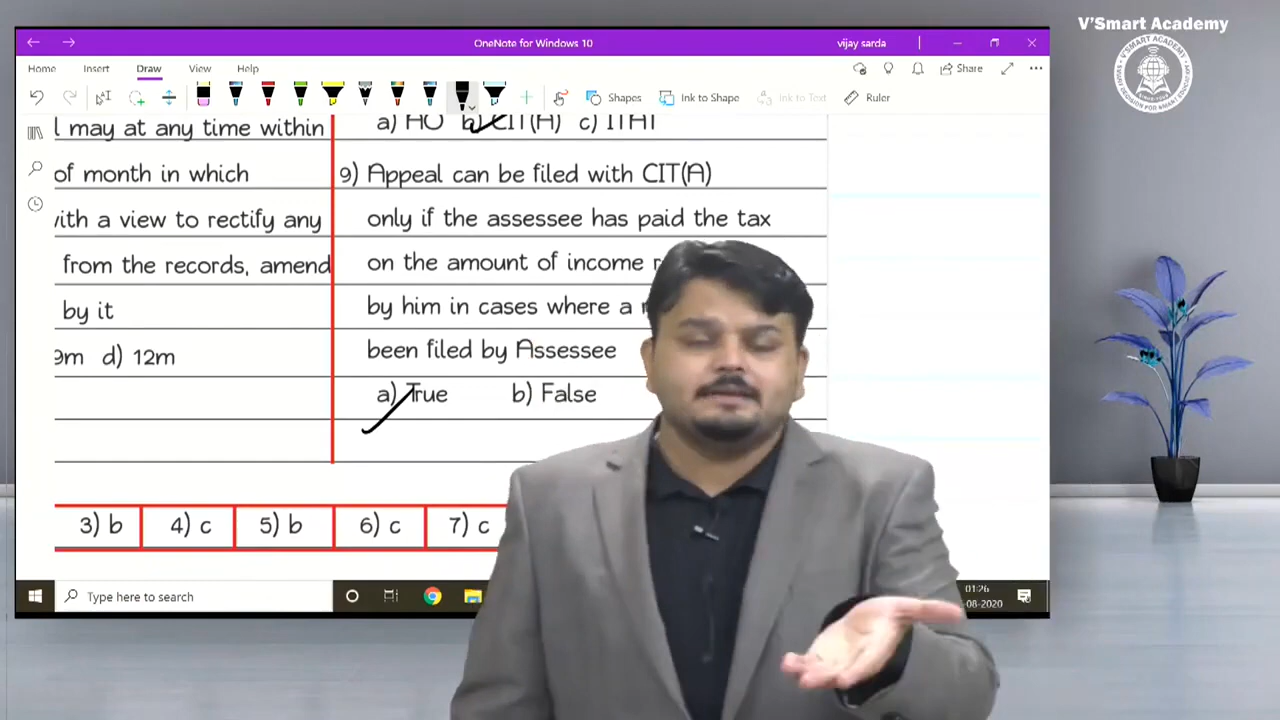 V'Smart Academy
OneNote for Windows 10
vijay sarda
Home Insert Draw View Help
Share
Shapes Ink to Shape Ink to Text Ruler
l may at any time within
of month in which
with a view to rectify any
from the records, amend
by it
9m d) 12m
a) AO b) CIT(A) c) ITAT
9) Appeal can be filed with CIT(A)
only if the assessee has paid the tax
on the amount of income
by him in cases where a
been filed by Assessee
a) True b) False
3) b 4) c 5) b 6) c 7) c
Type here to search
01:26
-08-2020